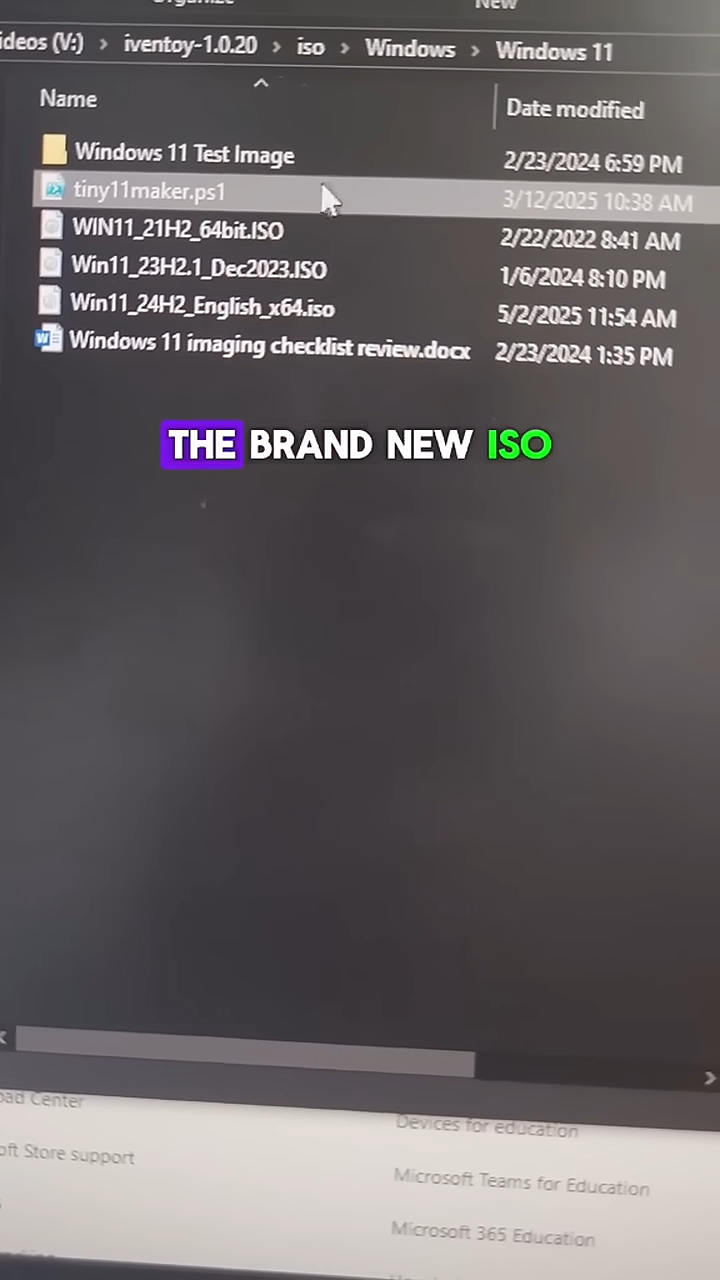 New
ideos (V:) > iventoy-1.0.20 > iso > Windows > Windows 11
Name Date modified
Windows 11 Test Image 2/23/2024 6:59 PM
tiny11maker.ps1 3/12/2025 10:38 AM
WIN11_21H2_64bit.ISO 2/22/2022 8:41 AM
Win11_23H2.1_Dec2023.ISO 1/6/2024 8:10 PM
Win11_24H2_English_x64.iso 5/2/2025 11:54 AM
Windows 11 imaging checklist review.docx 2/23/2024 1:35 PM
THE BRAND NEW ISO
oad Center
Devices for education
oft Store support
Microsoft Teams for Education
Microsoft 365 Education